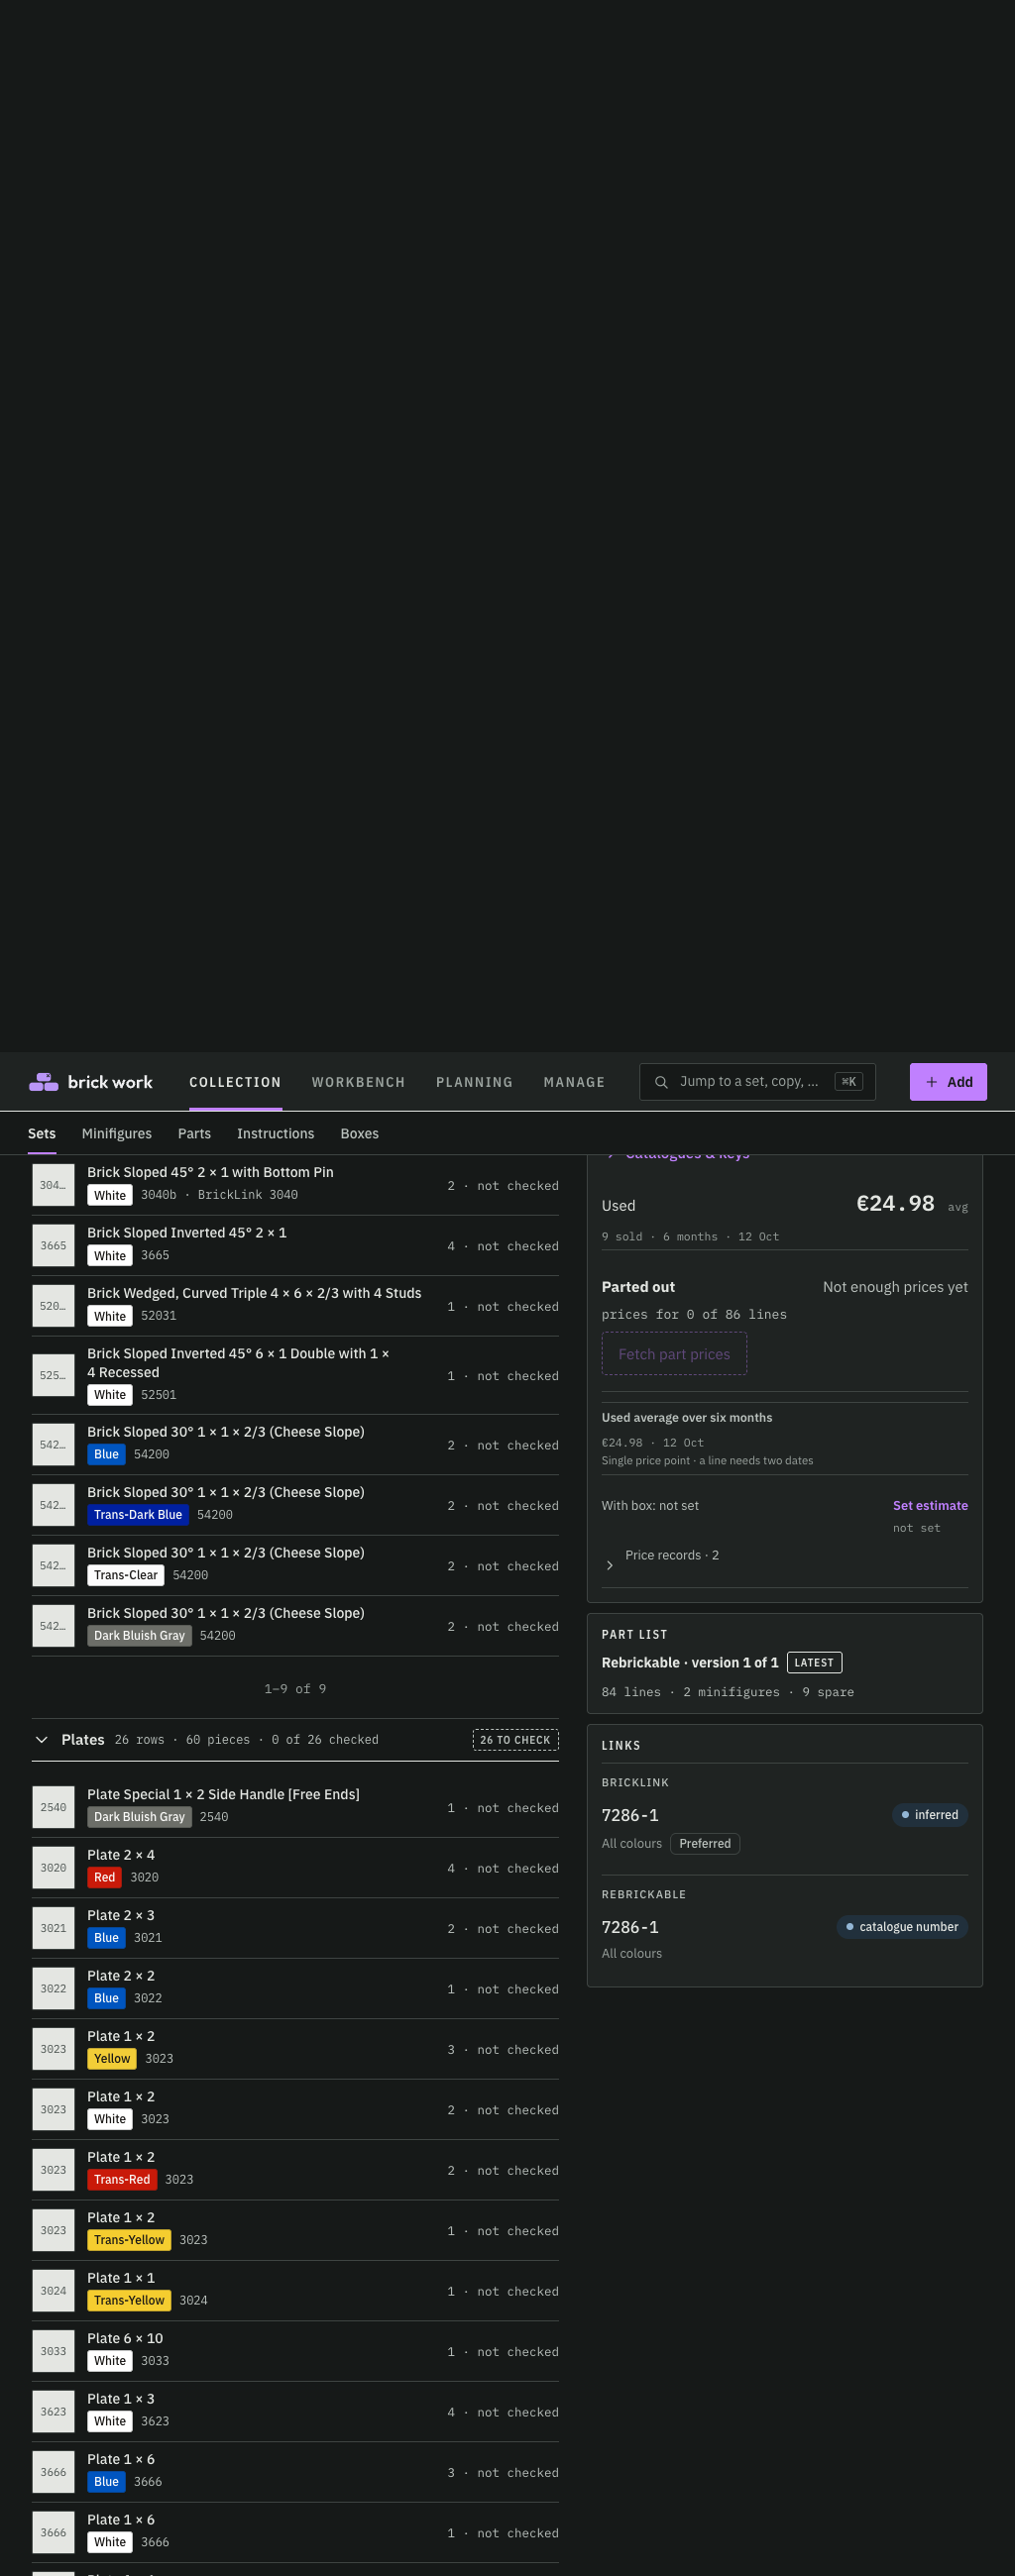 brick work
COLLECTION
WORKBENCH
PLANNING
MANAGE
Jump to a set, copy, ...
⌘K
+ Add
Sets
Minifigures
Parts
Instructions
Boxes
304…
Brick Sloped 45° 2 × 1 with Bottom Pin
White 3040b · BrickLink 3040
2 · not checked
3665
Brick Sloped Inverted 45° 2 × 1
White 3665
4 · not checked
520…
Brick Wedged, Curved Triple 4 × 6 × 2/3 with 4 Studs
White 52031
1 · not checked
525…
Brick Sloped Inverted 45° 6 × 1 Double with 1 ×
4 Recessed
White 52501
1 · not checked
542…
Brick Sloped 30° 1 × 1 × 2/3 (Cheese Slope)
Blue 54200
2 · not checked
542…
Brick Sloped 30° 1 × 1 × 2/3 (Cheese Slope)
Trans-Dark Blue 54200
2 · not checked
542…
Brick Sloped 30° 1 × 1 × 2/3 (Cheese Slope)
Trans-Clear 54200
2 · not checked
542…
Brick Sloped 30° 1 × 1 × 2/3 (Cheese Slope)
Dark Bluish Gray 54200
2 · not checked
1–9 of 9
Plates 26 rows · 60 pieces · 0 of 26 checked
26 TO CHECK
2540
Plate Special 1 × 2 Side Handle [Free Ends]
Dark Bluish Gray 2540
1 · not checked
3020
Plate 2 × 4
Red 3020
4 · not checked
3021
Plate 2 × 3
Blue 3021
2 · not checked
3022
Plate 2 × 2
Blue 3022
1 · not checked
3023
Plate 1 × 2
Yellow 3023
3 · not checked
3023
Plate 1 × 2
White 3023
2 · not checked
3023
Plate 1 × 2
Trans-Red 3023
2 · not checked
3023
Plate 1 × 2
Trans-Yellow 3023
1 · not checked
3024
Plate 1 × 1
Trans-Yellow 3024
1 · not checked
3033
Plate 6 × 10
White 3033
1 · not checked
3623
Plate 1 × 3
White 3623
4 · not checked
3666
Plate 1 × 6
Blue 3666
3 · not checked
3666
Plate 1 × 6
White 3666
1 · not checked
Catalogues & keys
Used
€24.98 avg
9 sold · 6 months · 12 Oct
Parted out
Not enough prices yet
prices for 0 of 86 lines
Fetch part prices
Used average over six months
€24.98 · 12 Oct
Single price point · a line needs two dates
With box: not set
Set estimate
not set
Price records · 2
PART LIST
Rebrickable · version 1 of 1 LATEST
84 lines · 2 minifigures · 9 spare
LINKS
BRICKLINK
7286-1
inferred
All colours Preferred
REBRICKABLE
7286-1
catalogue number
All colours